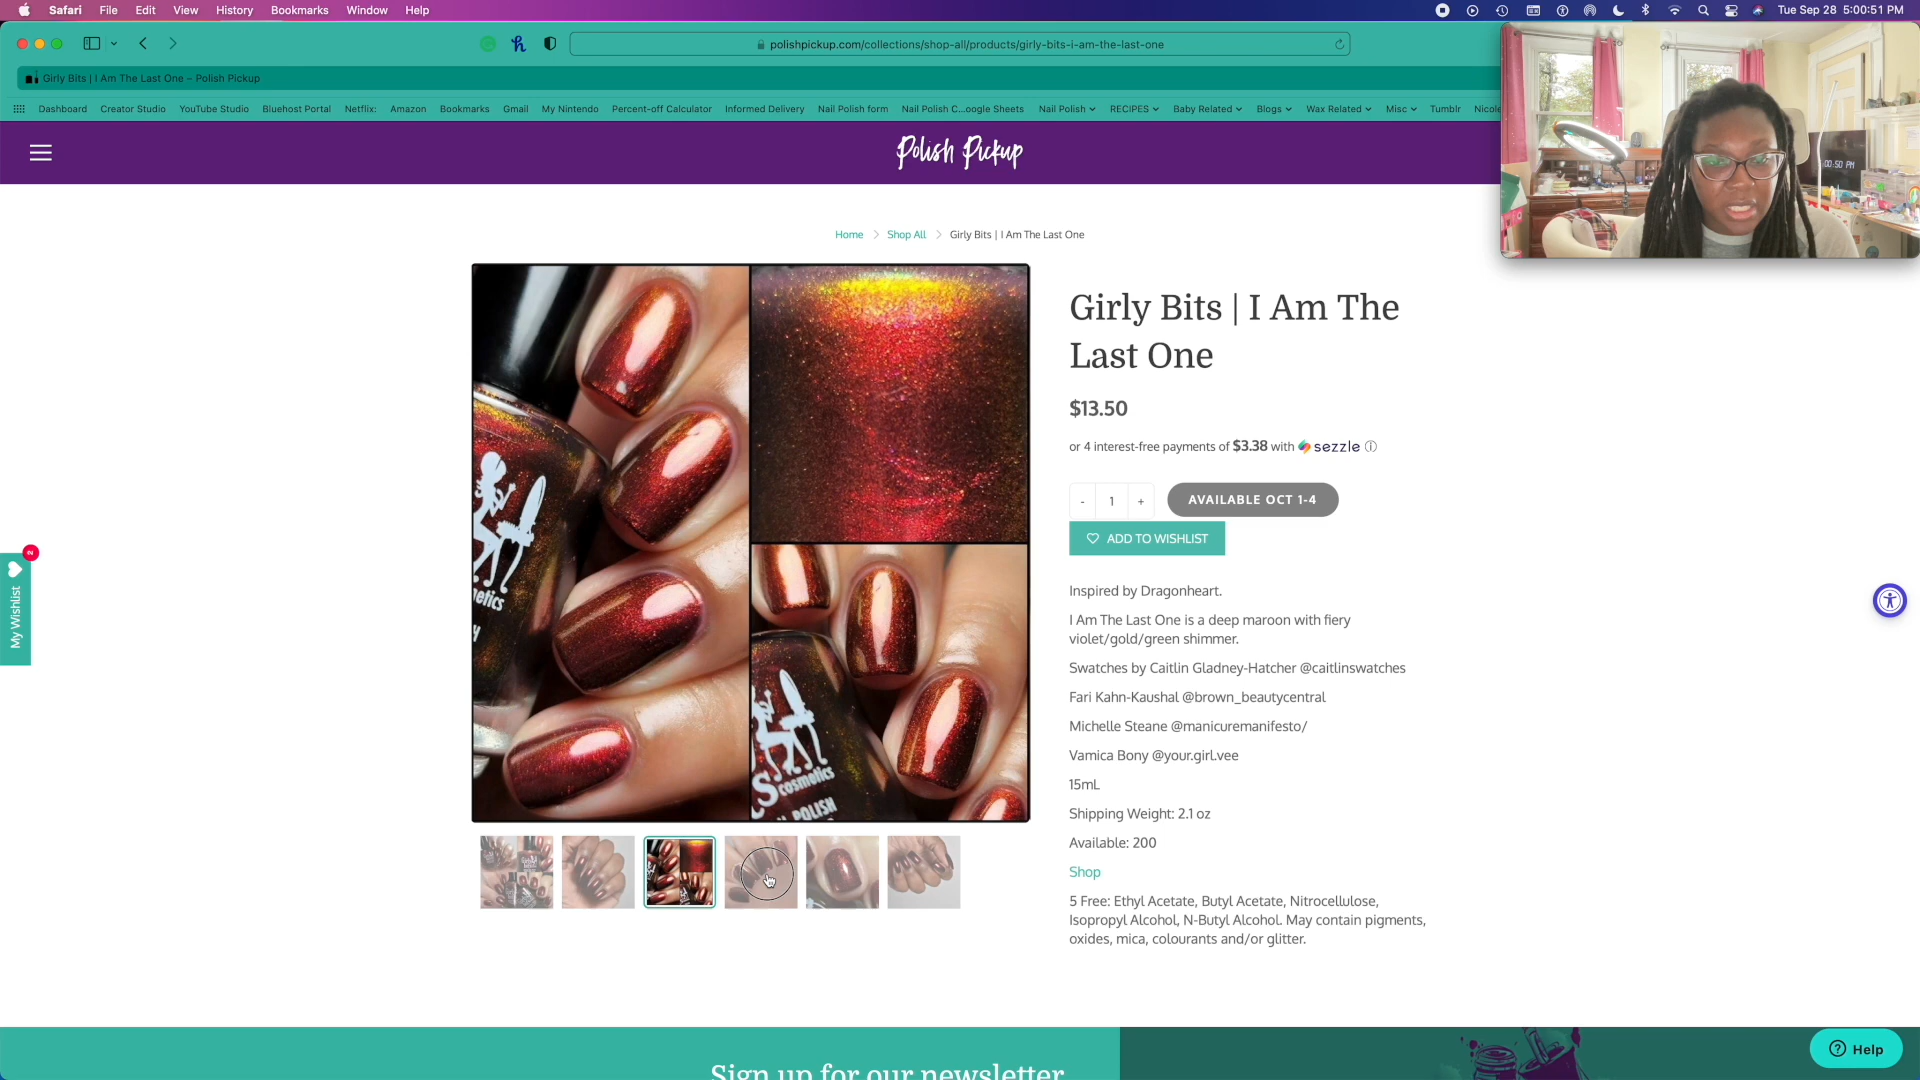 Safari File Edit View History Bookmarks Window Help
Tue Sep 28 5:00:51 PM
polishpickup.com/collections/shop-all/products/girly-bits-i-am-the-last-one
Girly Bits | I Am The Last One – Polish Pickup
Dashboard Creator Studio YouTube Studio Bluehost Portal Netflix: Amazon Bookmarks Gmail My Nintendo Percent-off Calculator Informed Delivery Nail Polish form Nail Polish C...oogle Sheets Nail Polish RECIPES Baby Related Blogs Wax Related Misc Tumblr Nicole
Polish Pickup
:00:50 PM
Home > Shop All > Girly Bits | I Am The Last One
Girly Bits | I Am The
Last One
$13.50
or 4 interest-free payments of $3.38 with sezzle
- 1 + AVAILABLE OCT 1-4
ADD TO WISHLIST
My Wishlist
2
Inspired by Dragonheart.
I Am The Last One is a deep maroon with fiery
violet/gold/green shimmer.
Swatches by Caitlin Gladney-Hatcher @caitlinswatches
Fari Kahn-Kaushal @brown_beautycentral
Michelle Steane @manicuremanifesto/
Vamica Bony @your.girl.vee
15mL
Shipping Weight: 2.1 oz
Available: 200
Shop
5 Free: Ethyl Acetate, Butyl Acetate, Nitrocellulose,
Isopropyl Alcohol, N-Butyl Alcohol. May contain pigments,
oxides, mica, colourants and/or glitter.
S cosmetics
IL POLISH
Sign up for our newsletter
Help